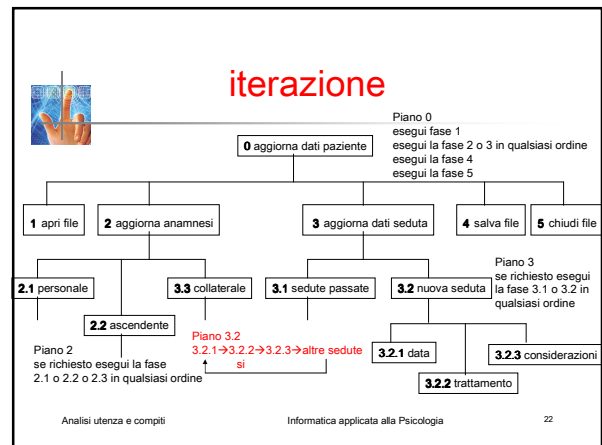 iterazione
Piano 0
esegui fase 1
esegui la fase 2 o 3 in qualsiasi ordine
esegui la fase 4
esegui la fase 5
0 aggiorna dati paziente
1 apri file
2 aggiorna anamnesi
3 aggiorna dati seduta
4 salva file
5 chiudi file
Piano 3
se richiesto esegui
la fase 3.1 o 3.2 in
qualsiasi ordine
2.1 personale
3.3 collaterale
3.1 sedute passate
3.2 nuova seduta
2.2 ascendente
Piano 2
se richiesto esegui la fase
2.1 o 2.2 o 2.3 in qualsiasi ordine
Piano 3.2
3.2.1→3.2.2→3.2.3→altre sedute
si
3.2.1 data
3.2.3 considerazioni
3.2.2 trattamento
Analisi utenza e compiti
Informatica applicata alla Psicologia
22